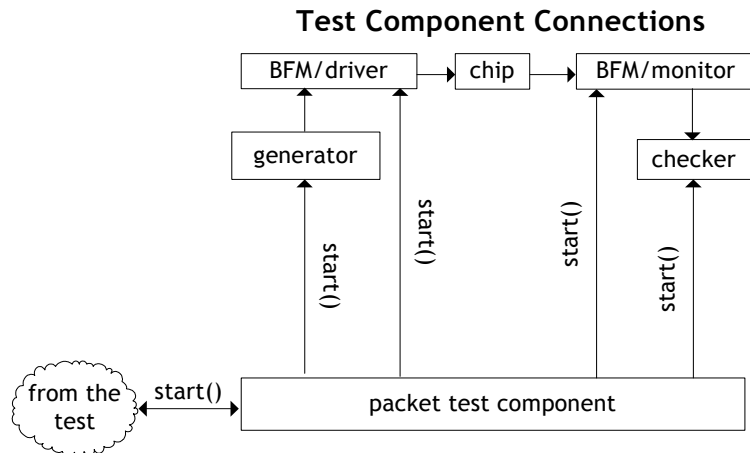 Test Component Connections
BFM/driver
chip
BFM/monitor
generator
checker
start()
start()
start()
start()
from the
test
start()
packet test component